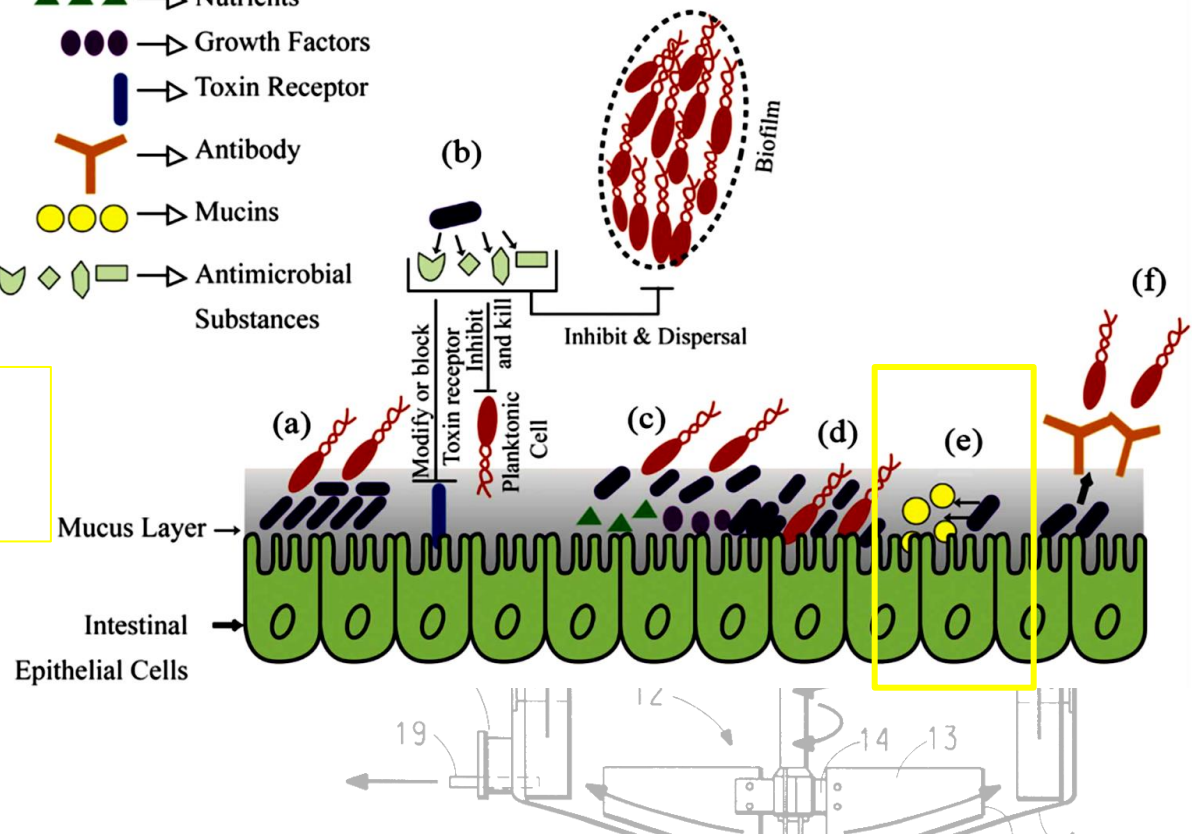 Nutrients
Growth Factors
Toxin Receptor
Antibody
Mucins
Antimicrobial
Substances
(b)
Biofilm
Inhibit & Dispersal
Modify or block
Toxin receptor
Inhibit
and kill
Planktonic
Cell
(a)
(c)
(d)
(e)
(f)
Mucus Layer
Intestinal
Epithelial Cells
12
19
14
13